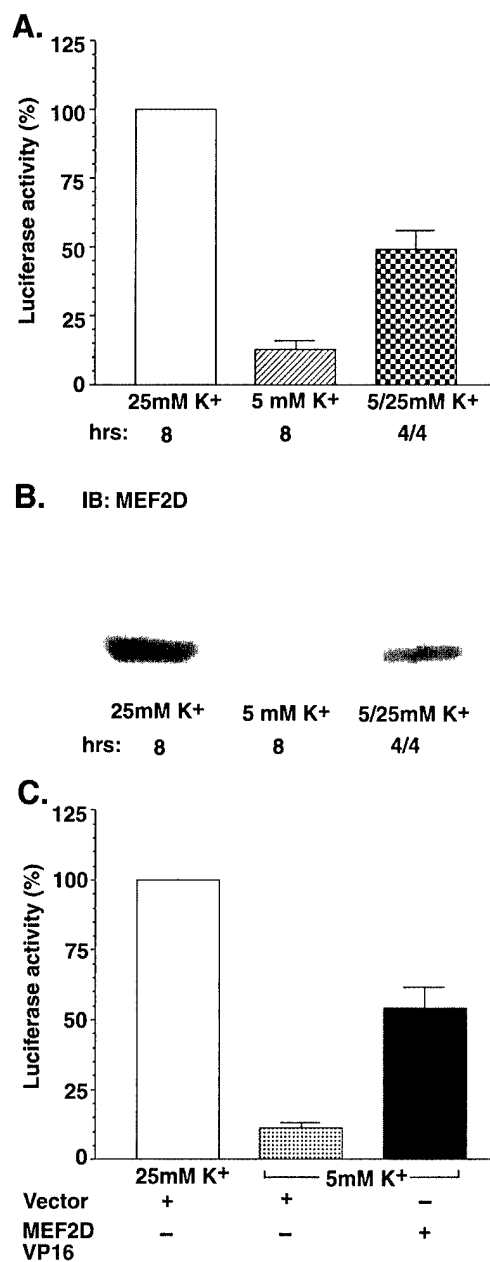 A.
Luciferase activity (%)
125
100
75
50
25
0
25mM K+ 5 mM K+ 5/25mM K+
hrs: 8 8 4/4
B. IB: MEF2D
25mM K+ 5 mM K+ 5/25mM K+
hrs: 8 8 4/4
C.
Luciferase activity (%)
125
100
75
50
25
0
25mM K+ 5mM K+
Vector + + –
MEF2D – – +
VP16